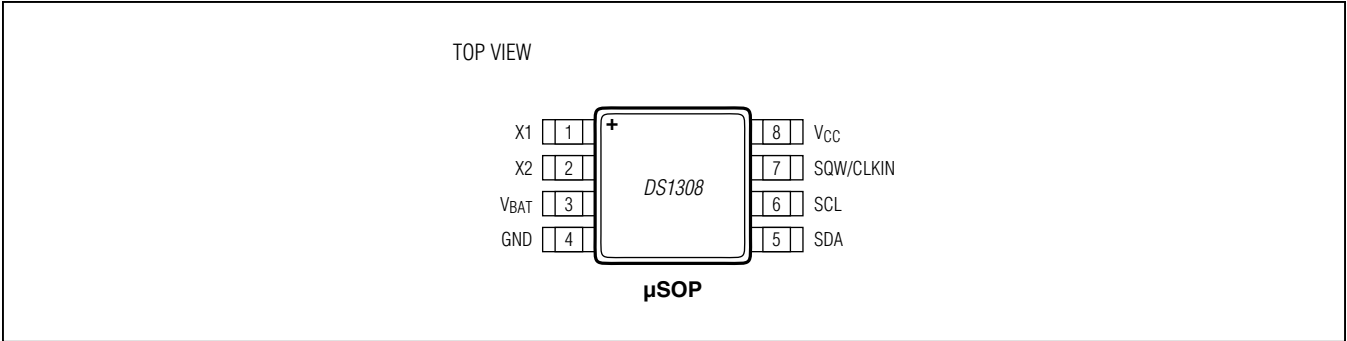 TOP VIEW
X1 1 + 8 VCC
X2 2 7 SQW/CLKIN
DS1308
VBAT 3 6 SCL
GND 4 5 SDA
µSOP